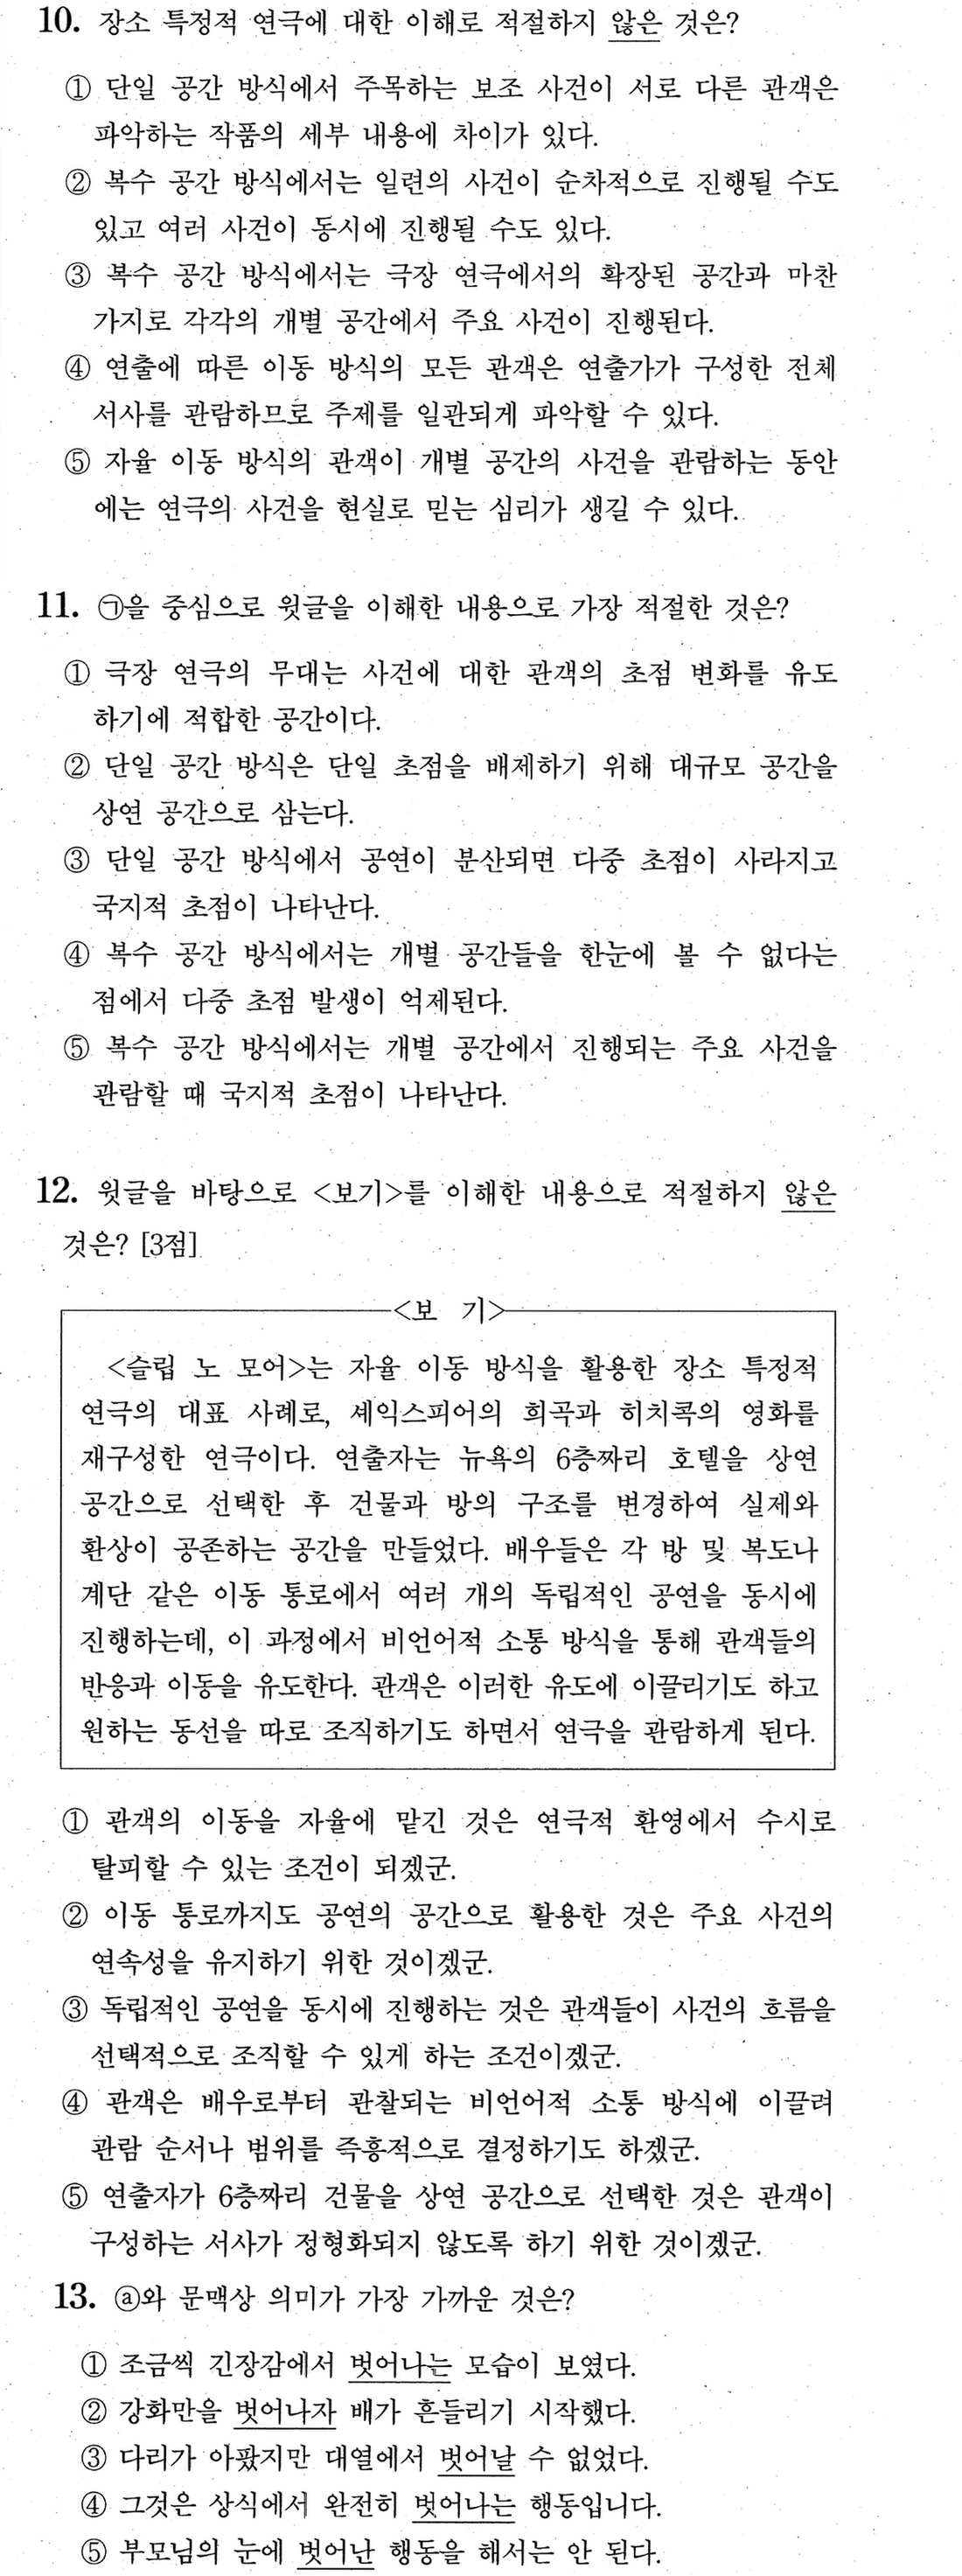 10. 장소 특정적 연극에 대한 이해로 적절하지 않은 것은?
① 단일 공간 방식에서 주목하는 보조 사건이 서로 다른 관객은
파악하는 작품의 세부 내용에 차이가 있다.
② 복수 공간 방식에서는 일련의 사건이 순차적으로 진행될 수도
있고 여러 사건이 동시에 진행될 수도 있다.
③ 복수 공간 방식에서는 극장 연극에서의 확장된 공간과 마찬
가지로 각각의 개별 공간에서 주요 사건이 진행된다.
④ 연출에 따른 이동 방식의 모든 관객은 연출가가 구성한 전체
서사를 관람하므로 주제를 일관되게 파악할 수 있다.
⑤ 자율 이동 방식의 관객이 개별 공간의 사건을 관람하는 동안
에는 연극의 사건을 현실로 믿는 심리가 생길 수 있다.
11. ㉠을 중심으로 윗글을 이해한 내용으로 가장 적절한 것은?
① 극장 연극의 무대는 사건에 대한 관객의 초점 변화를 유도
하기에 적합한 공간이다.
② 단일 공간 방식은 단일 초점을 배제하기 위해 대규모 공간을
상연 공간으로 삼는다.
③ 단일 공간 방식에서 공연이 분산되면 다중 초점이 사라지고
국지적 초점이 나타난다.
④ 복수 공간 방식에서는 개별 공간들을 한눈에 볼 수 없다는
점에서 다중 초점 발생이 억제된다.
⑤ 복수 공간 방식에서는 개별 공간에서 진행되는 주요 사건을
관람할 때 국지적 초점이 나타난다.
12. 윗글을 바탕으로 <보기>를 이해한 내용으로 적절하지 않은
것은? [3점]
<보 기>
<슬립 노 모어>는 자율 이동 방식을 활용한 장소 특정적
연극의 대표 사례로, 셰익스피어의 희곡과 히치콕의 영화를
재구성한 연극이다. 연출자는 뉴욕의 6층짜리 호텔을 상연
공간으로 선택한 후 건물과 방의 구조를 변경하여 실제와
환상이 공존하는 공간을 만들었다. 배우들은 각 방 및 복도나
계단 같은 이동 통로에서 여러 개의 독립적인 공연을 동시에
진행하는데, 이 과정에서 비언어적 소통 방식을 통해 관객들의
반응과 이동을 유도한다. 관객은 이러한 유도에 이끌리기도 하고
원하는 동선을 따로 조직하기도 하면서 연극을 관람하게 된다.
① 관객의 이동을 자율에 맡긴 것은 연극적 환영에서 수시로
탈피할 수 있는 조건이 되겠군.
② 이동 통로까지도 공연의 공간으로 활용한 것은 주요 사건의
연속성을 유지하기 위한 것이겠군.
③ 독립적인 공연을 동시에 진행하는 것은 관객들이 사건의 흐름을
선택적으로 조직할 수 있게 하는 조건이겠군.
④ 관객은 배우로부터 관찰되는 비언어적 소통 방식에 이끌려
관람 순서나 범위를 즉흥적으로 결정하기도 하겠군.
⑤ 연출자가 6층짜리 건물을 상연 공간으로 선택한 것은 관객이
구성하는 서사가 정형화되지 않도록 하기 위한 것이겠군.
13. ⓐ와 문맥상 의미가 가장 가까운 것은?
① 조금씩 긴장감에서 벗어나는 모습이 보였다.
② 강화만을 벗어나자 배가 흔들리기 시작했다.
③ 다리가 아팠지만 대열에서 벗어날 수 없었다.
④ 그것은 상식에서 완전히 벗어나는 행동입니다.
⑤ 부모님의 눈에 벗어난 행동을 해서는 안 된다.